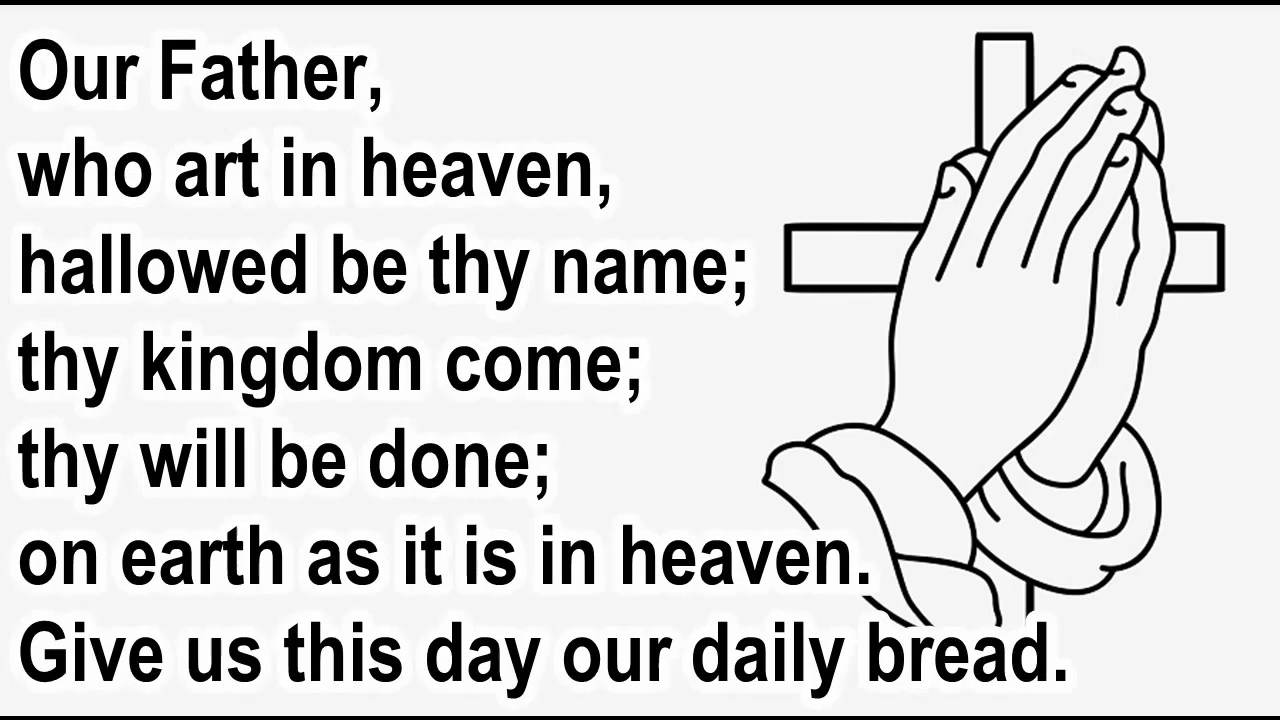 Our Father,
who art in heaven,
hallowed be thy name;
thy kingdom come;
thy will be done;
on earth as it is in heaven.
Give us this day our daily bread.